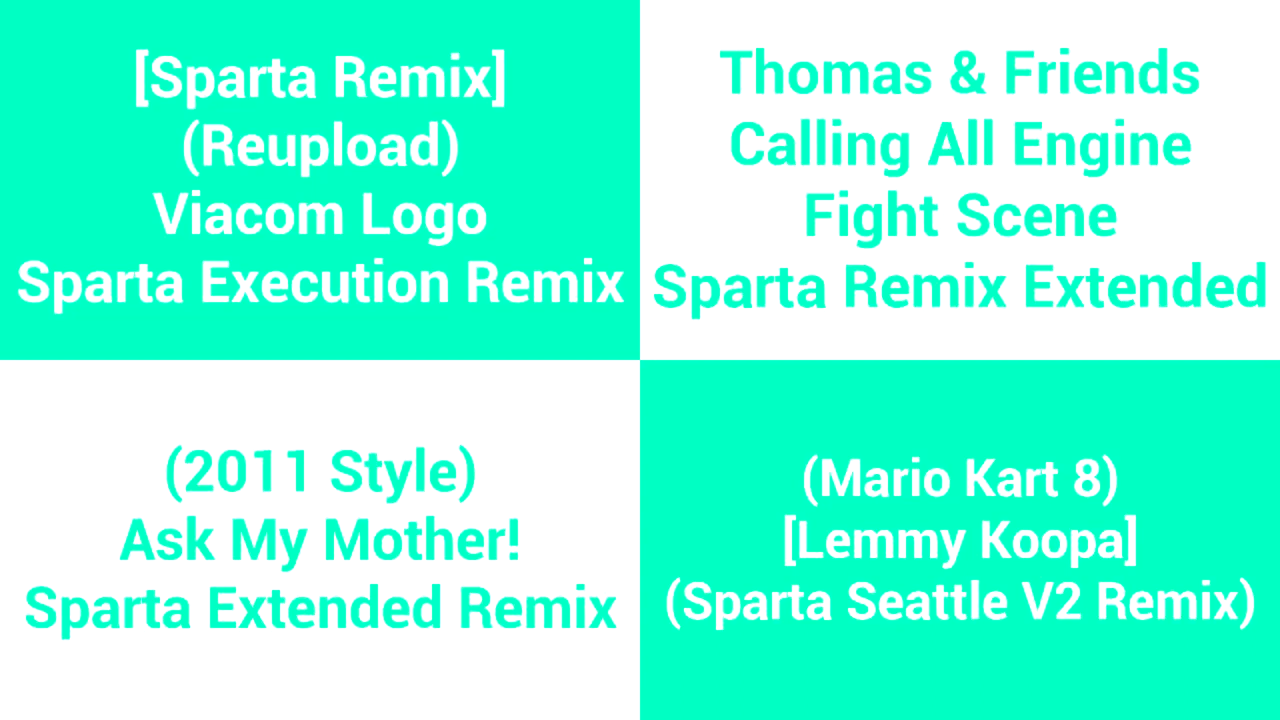 [Sparta Remix]
(Reupload)
Viacom Logo
Sparta Execution Remix
Thomas & Friends
Calling All Engine
Fight Scene
Sparta Remix Extended
(2011 Style)
Ask My Mother!
Sparta Extended Remix
(Mario Kart 8)
[Lemmy Koopa]
(Sparta Seattle V2 Remix)